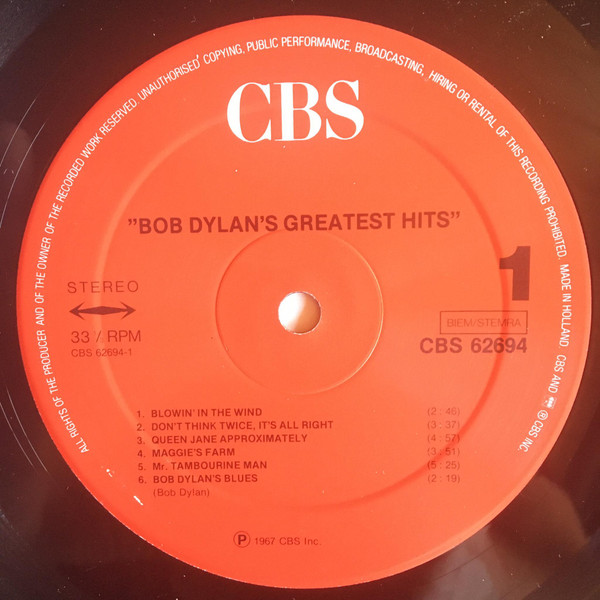 ALL RIGHTS OF THE PRODUCER AND OF THE OWNER OF THE RECORDED WORK RESERVED. UNAUTHORISED COPYING, PUBLIC PERFORMANCE, BROADCASTING, HIRING OR RENTAL OF THIS RECORDING PROHIBITED. MADE IN HOLLAND CBS AND ® CBS INC.
CBS
"BOB DYLAN'S GREATEST HITS"
STEREO
1
33 / RPM
BIEM/STEMRA
CBS 62694-1
CBS 62694
1. BLOWIN' IN THE WIND (2:46)
2. DON'T THINK TWICE, IT'S ALL RIGHT (3:37)
3. QUEEN JANE APPROXIMATELY (4:57)
4. MAGGIE'S FARM (3:51)
5. Mr. TAMBOURINE MAN (5:25)
6. BOB DYLAN'S BLUES (2:19)
(Bob Dylan)
Ⓟ 1967 CBS Inc.